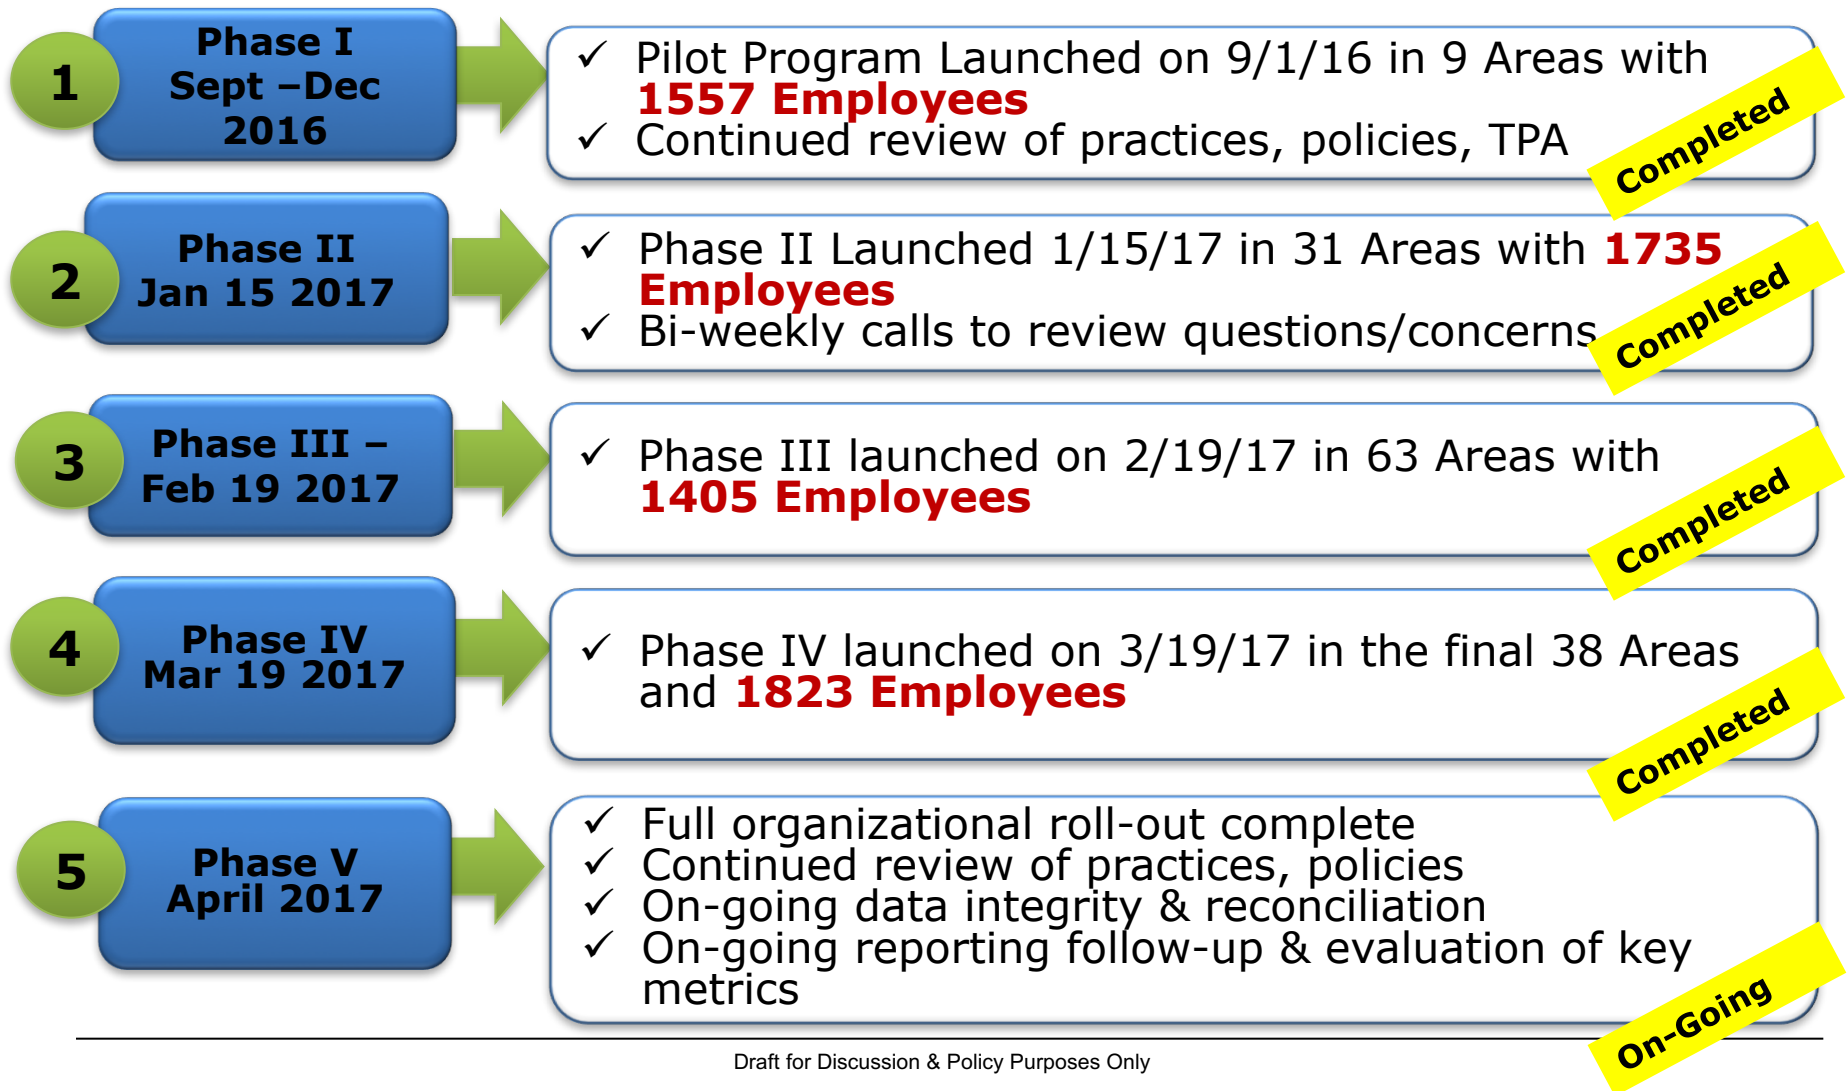 1
Phase I
Sept –Dec
2016
✓ Pilot Program Launched on 9/1/16 in 9 Areas with
1557 Employees
✓ Continued review of practices, policies, TPA
Completed
2
Phase II
Jan 15 2017
✓ Phase II Launched 1/15/17 in 31 Areas with 1735
Employees
✓ Bi-weekly calls to review questions/concerns
Completed
3
Phase III –
Feb 19 2017
✓ Phase III launched on 2/19/17 in 63 Areas with
1405 Employees
Completed
4
Phase IV
Mar 19 2017
✓ Phase IV launched on 3/19/17 in the final 38 Areas
and 1823 Employees
Completed
5
Phase V
April 2017
✓ Full organizational roll-out complete
✓ Continued review of practices, policies
✓ On-going data integrity & reconciliation
✓ On-going reporting follow-up & evaluation of key
metrics
On-Going
Draft for Discussion & Policy Purposes Only